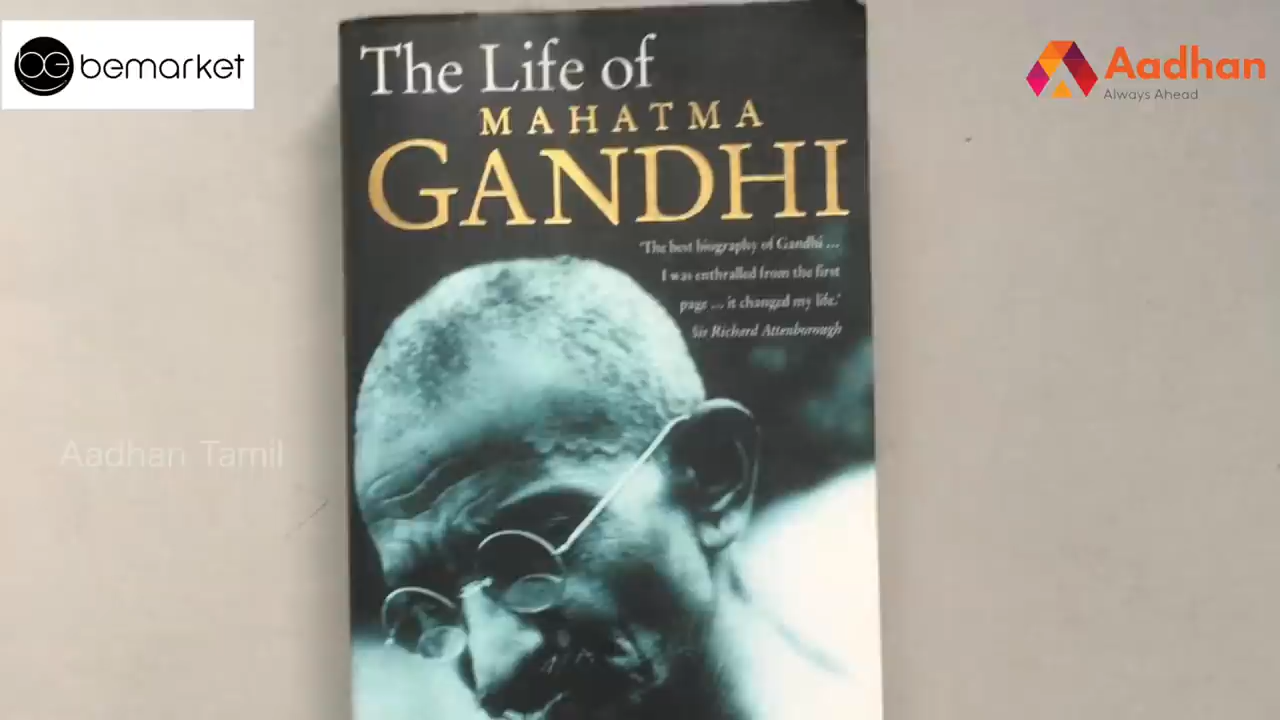 bemarket
Aadhan
Always Ahead
The Life of
MAHATMA
GANDHI
'The best biography of Gandhi ...
I was enthralled from the first
page ... it changed my life.'
Sir Richard Attenborough
Aadhan Tamil